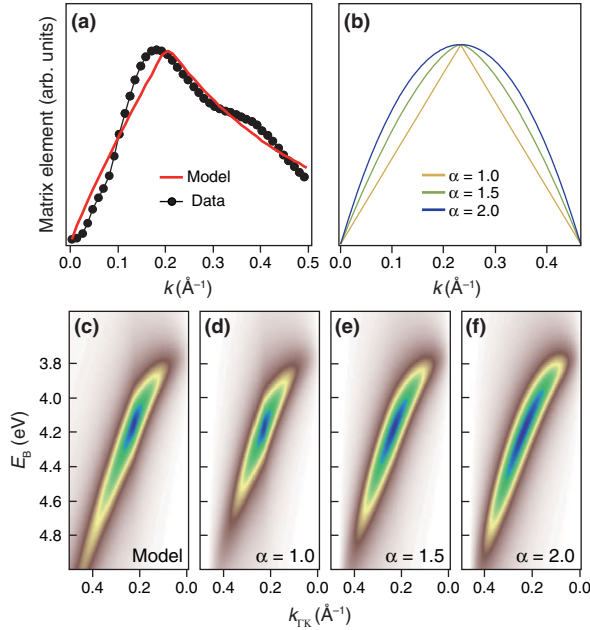 (a)
Matrix element (arb. units)
Model
Data
0.0 0.1 0.2 0.3 0.4 0.5
k (Å⁻¹)
(b)
α = 1.0
α = 1.5
α = 2.0
0.0 0.1 0.2 0.3 0.4
k (Å⁻¹)
(c) (d) (e) (f)
3.8
4.0
4.2
4.4
4.6
4.8
E_B (eV)
Model α = 1.0 α = 1.5 α = 2.0
0.4 0.2 0.0 0.4 0.2 0.0 0.4 0.2 0.0 0.4 0.2 0.0
k_ΓK (Å⁻¹)